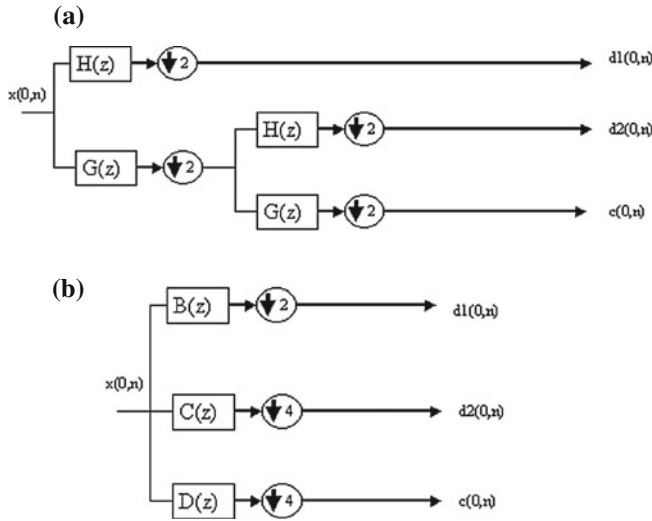 (a)
H(z) 2 d1(0,n)
x(0,n)
H(z) 2 d2(0,n)
G(z) 2
G(z) 2 c(0,n)
(b)
B(z) 2 d1(0,n)
x(0,n)
C(z) 4 d2(0,n)
D(z) 4 c(0,n)